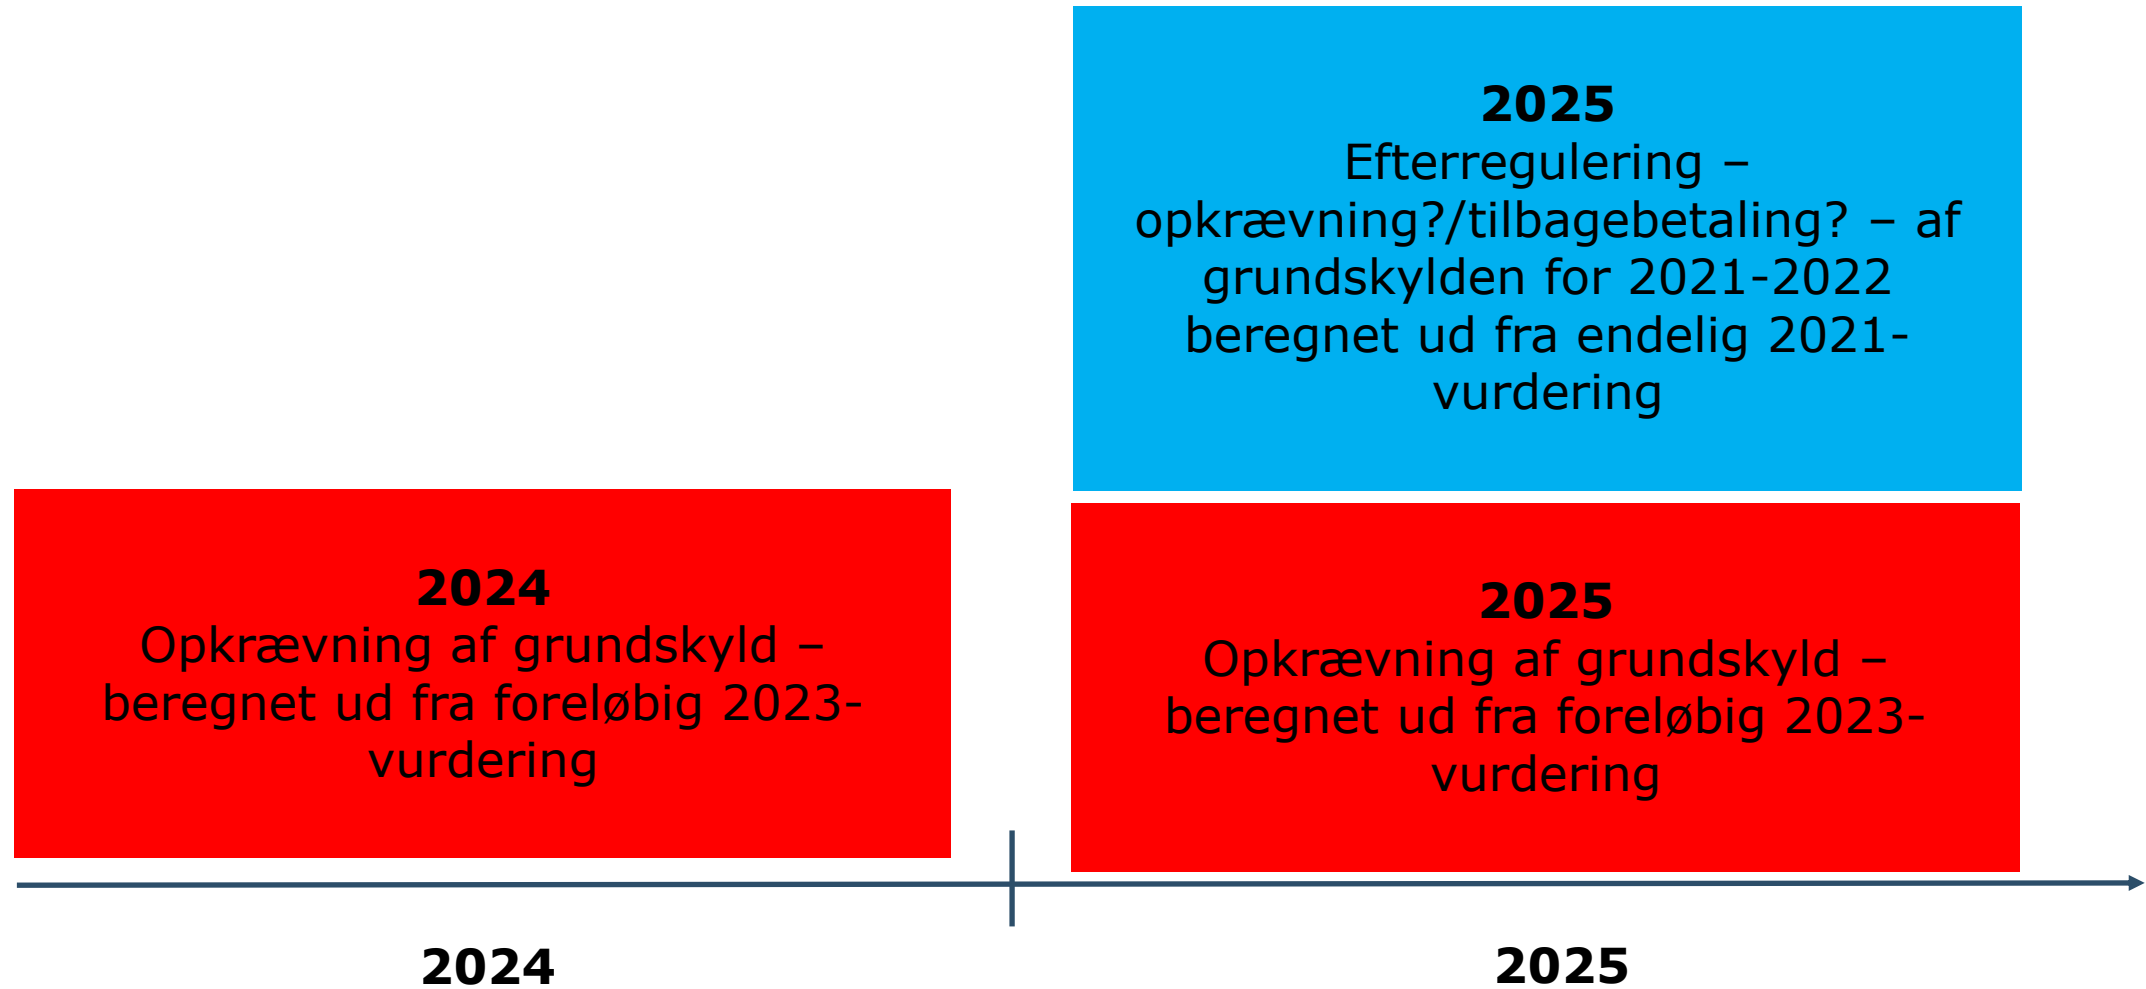 2025
Efterregulering –
opkrævning?/tilbagebetaling? – af
grundskylden for 2021-2022
beregnet ud fra endelig 2021-
vurdering
2024
Opkrævning af grundskyld –
beregnet ud fra foreløbig 2023-
vurdering
2025
Opkrævning af grundskyld –
beregnet ud fra foreløbig 2023-
vurdering
2024
2025